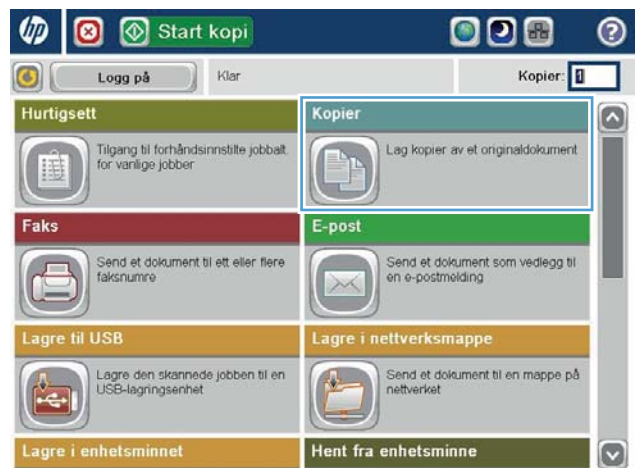 hp Start kopi ?
Logg på Klar Kopier: 1
Hurtigsett
Tilgang til forhåndsinnstilte jobbalt.
for vanlige jobber
Kopier
Lag kopier av et originaldokument
Faks
Send et dokument til ett eller flere
faksnumre
E-post
Send et dokument som vedlegg til
en e-postmelding
Lagre til USB
Lagre den skannede jobben til en
USB-lagringsenhet
Lagre i nettverksmappe
Send et dokument til en mappe på
nettverket
Lagre i enhetsminnet
Hent fra enhetsminne